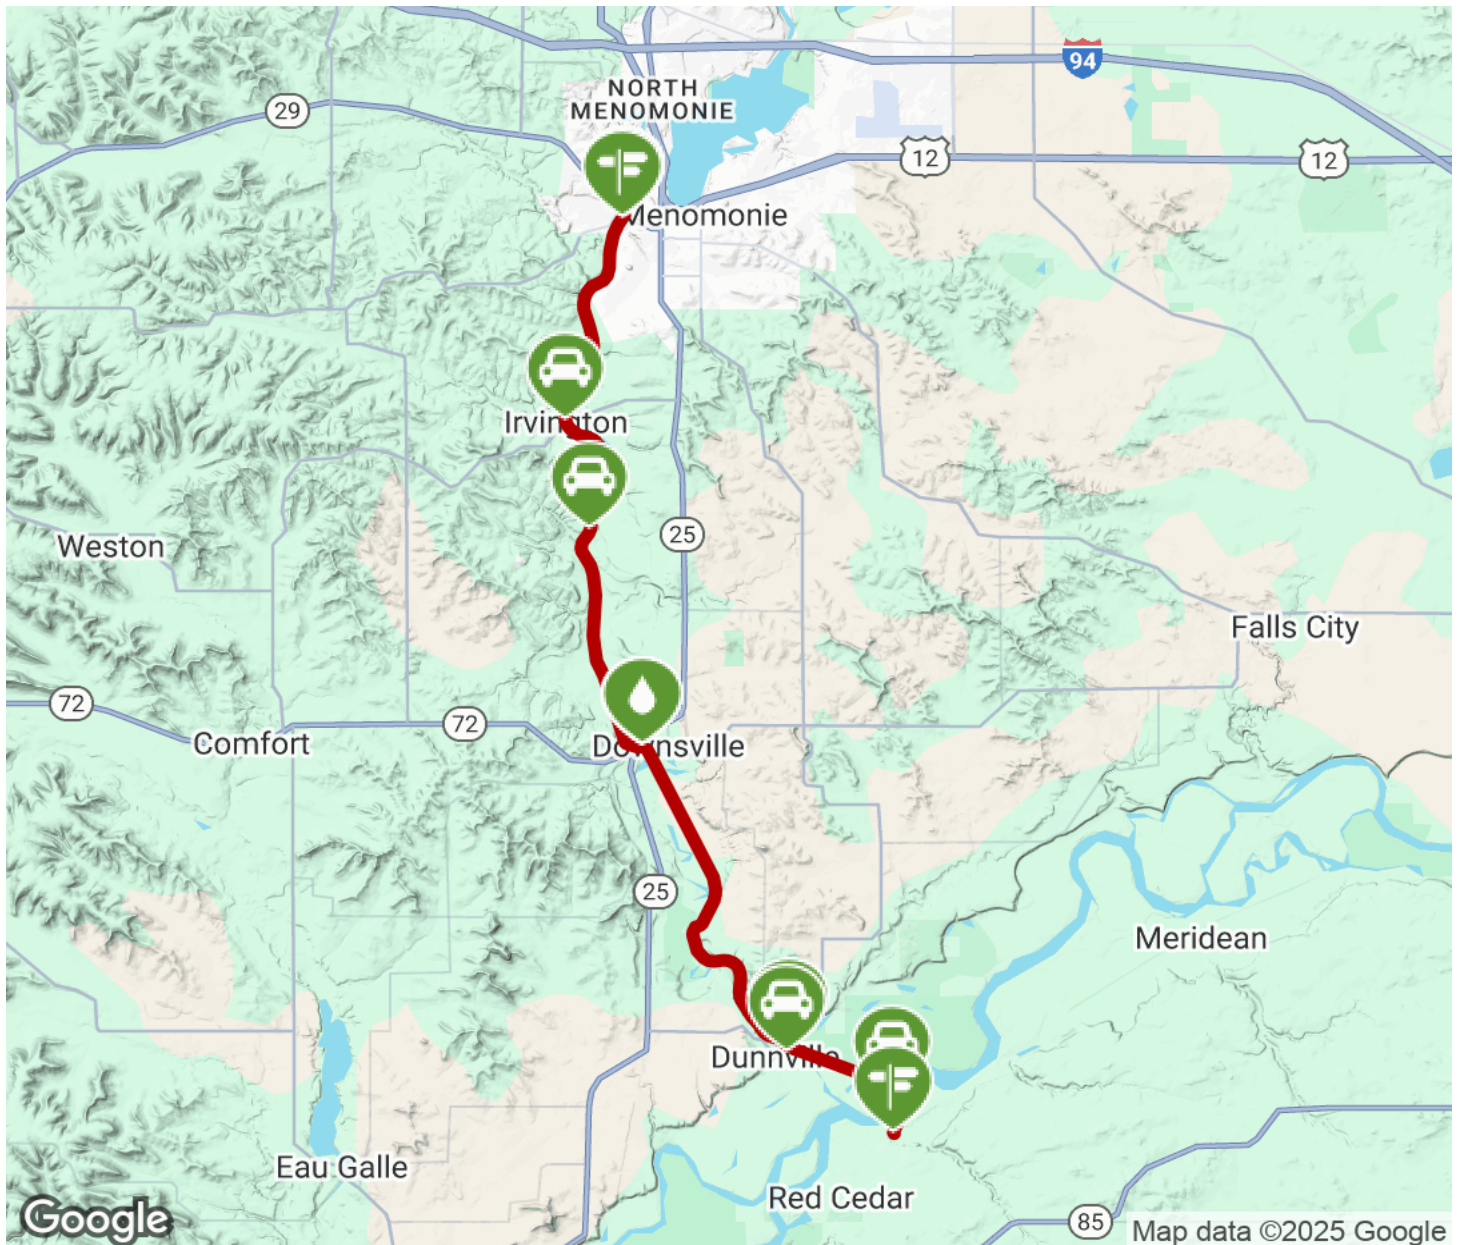 94
29
NORTH
MENOMONIE
12
12
Menomonie
Irvington
25
Weston
Falls City
72
72
Comfort
Downsville
25
Meridean
Dunnville
Eau Galle
Red Cedar
85
Google
Map data ©2025 Google